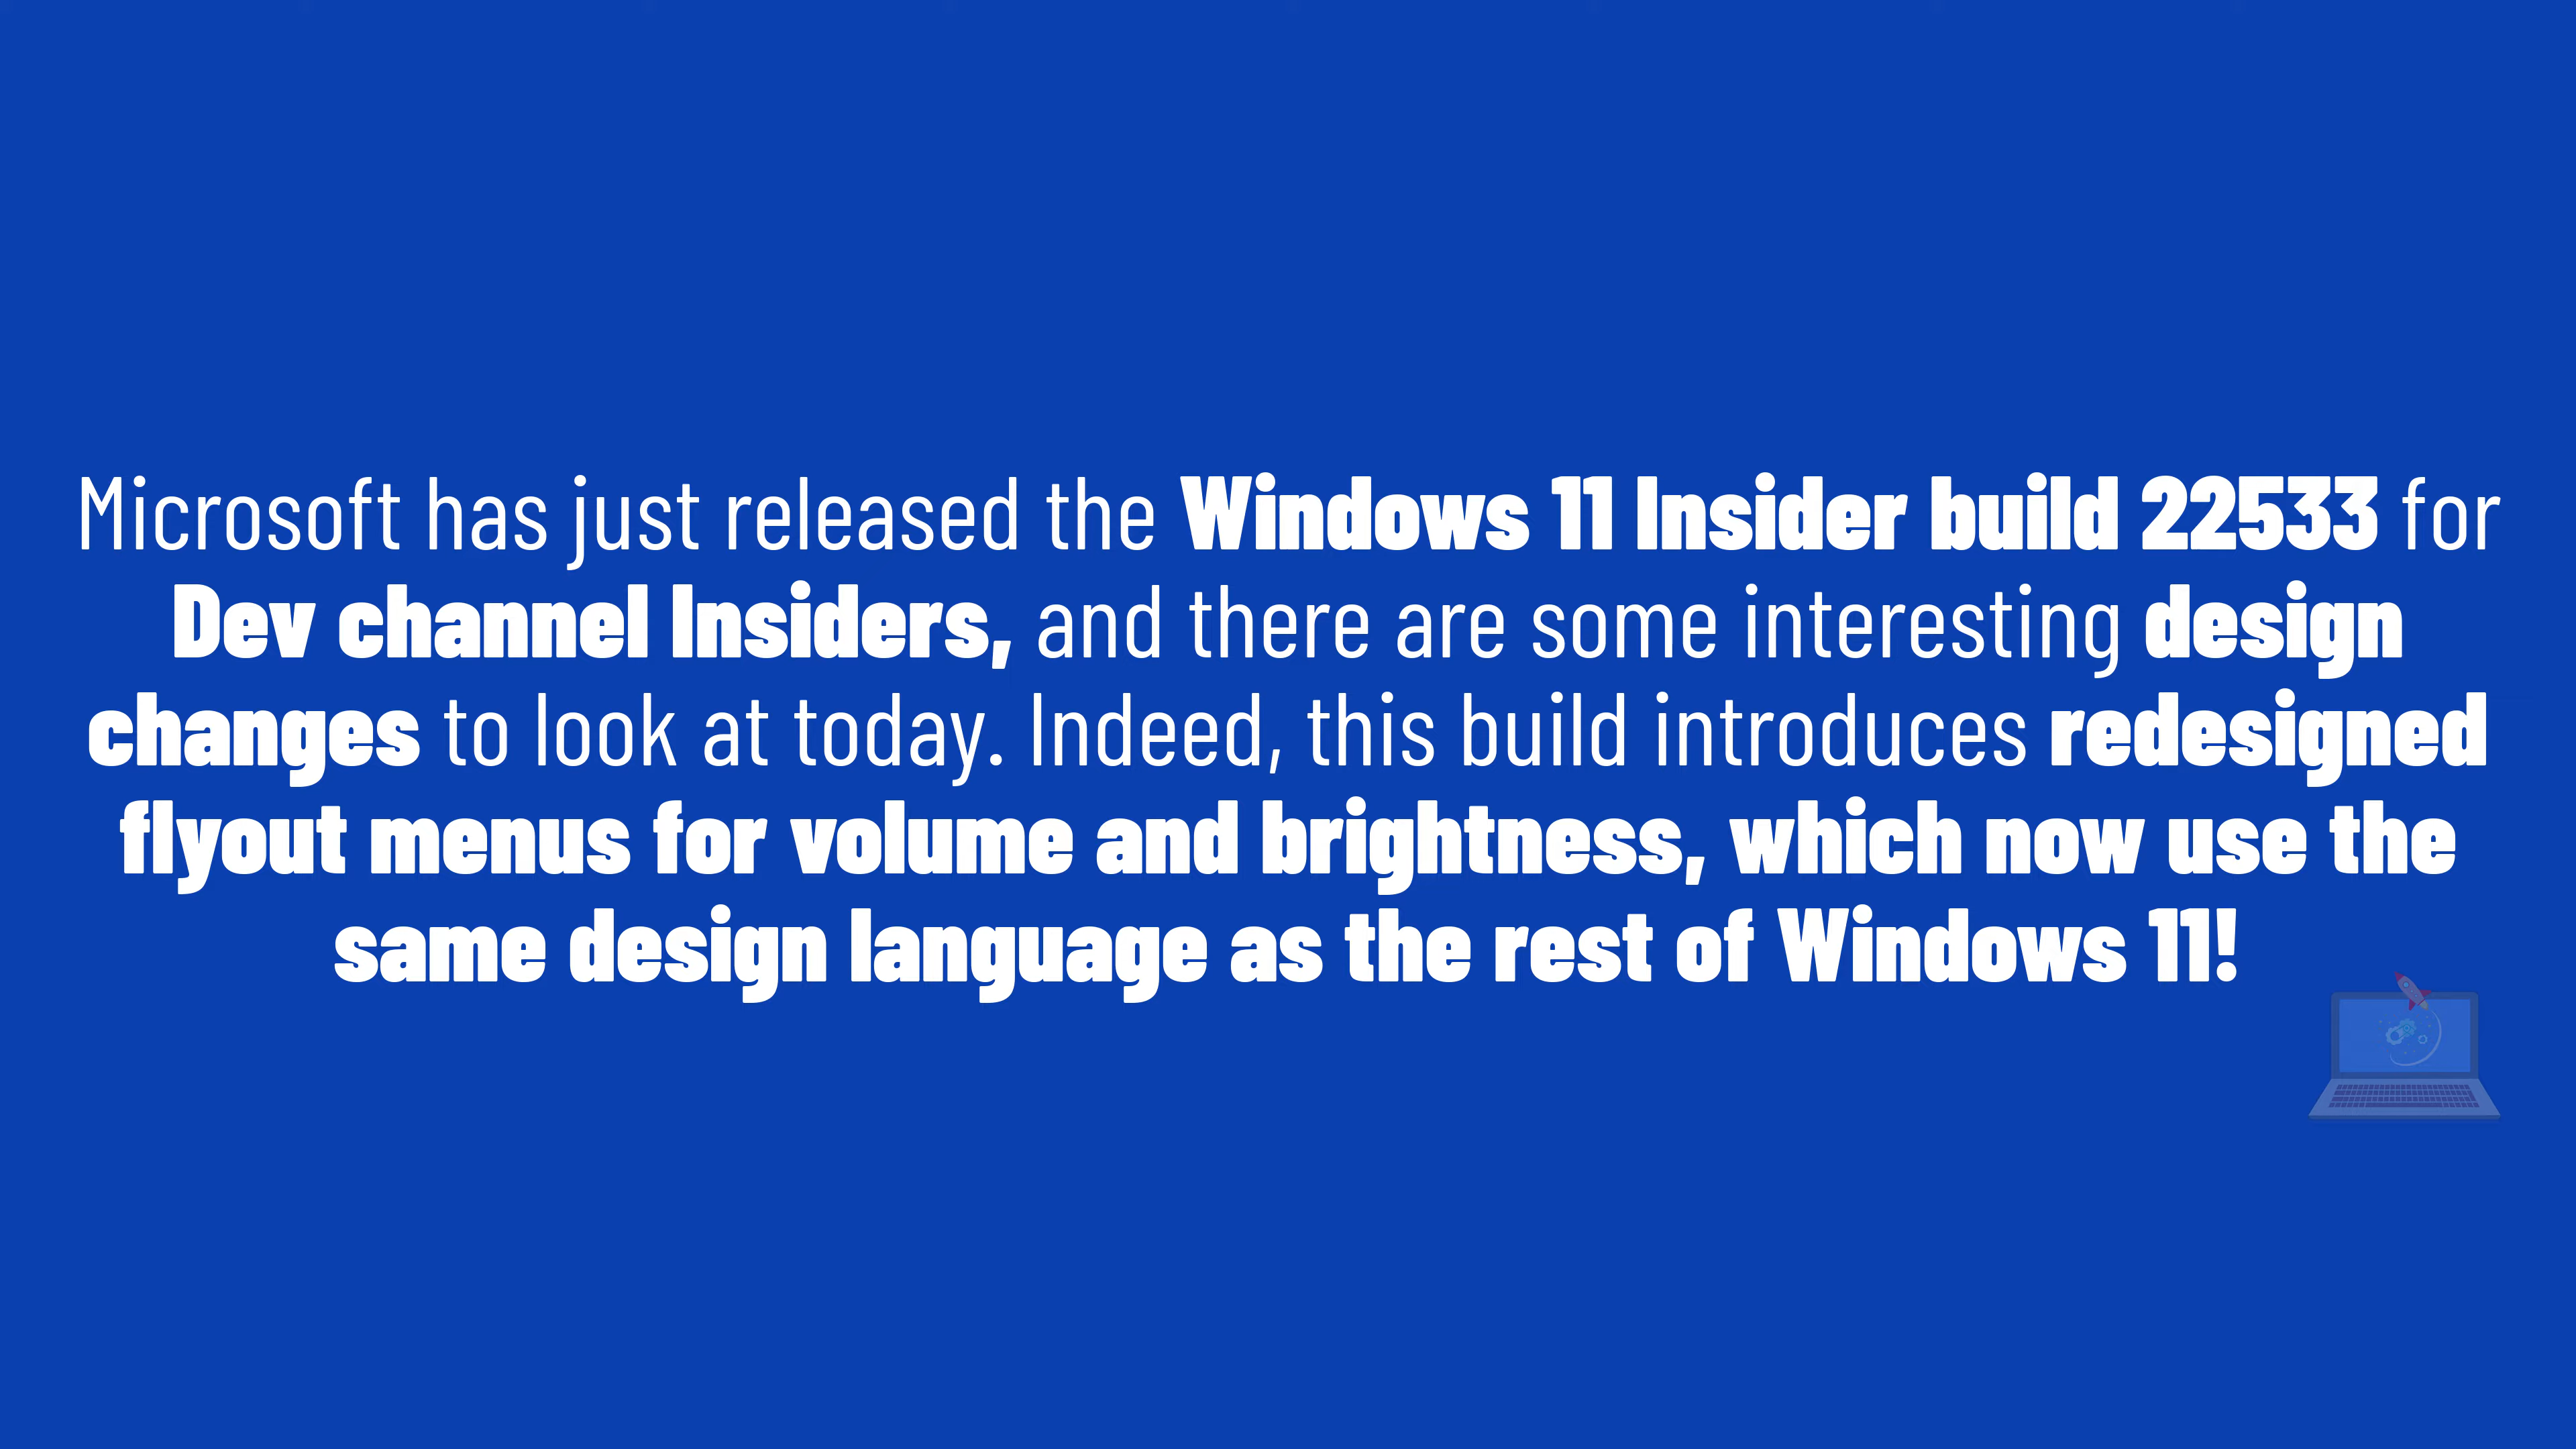 Microsoft has just released the Windows 11 Insider build 22533 for
Dev channel Insiders, and there are some interesting design
changes to look at today. Indeed, this build introduces redesigned
flyout menus for volume and brightness, which now use the
same design language as the rest of Windows 11!